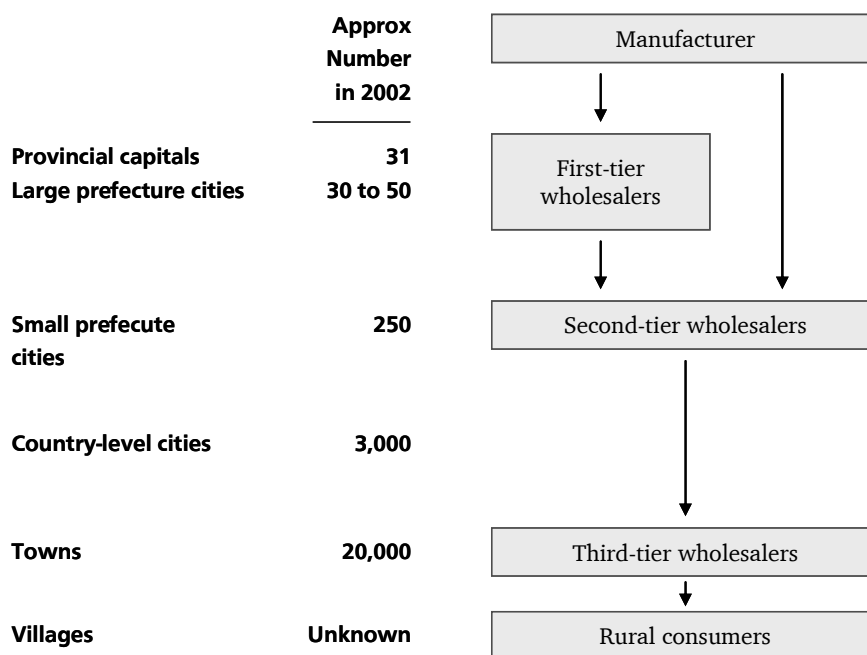 Approx
Number
in 2002
Manufacturer
Provincial capitals 31
Large prefecture cities 30 to 50
First-tier
wholesalers
Small prefecute
cities
250
Second-tier wholesalers
Country-level cities 3,000
Towns 20,000
Third-tier wholesalers
Villages Unknown
Rural consumers